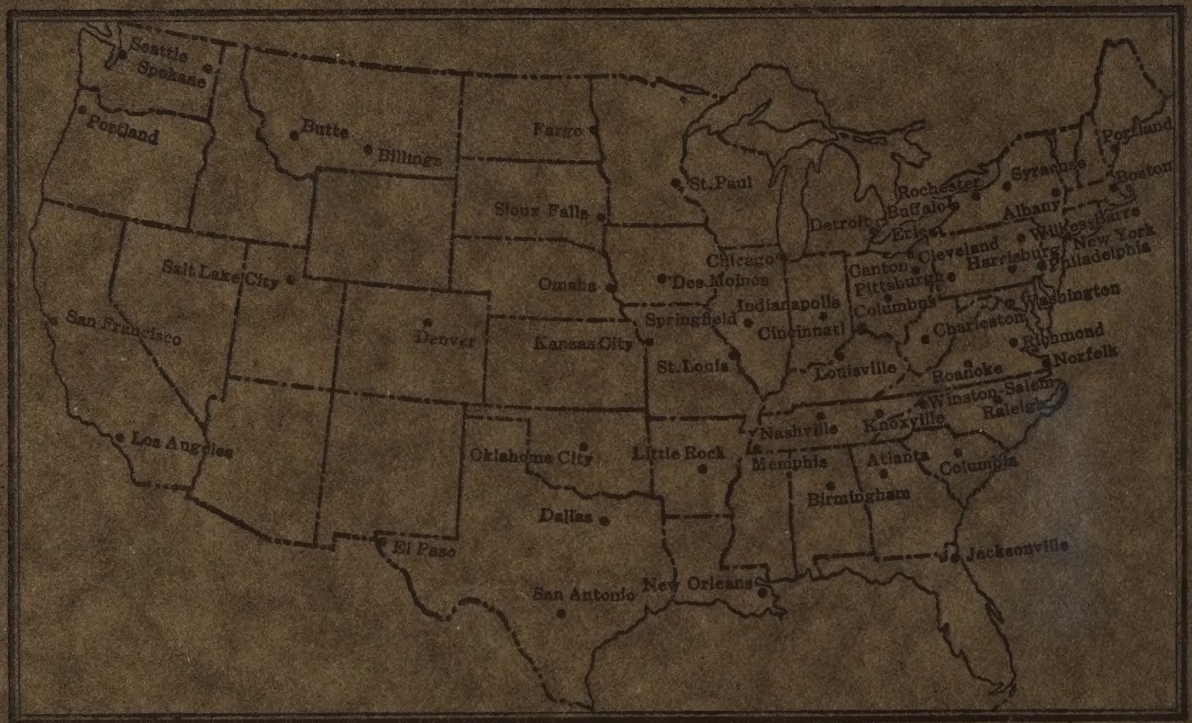 Seattle
Spokane
Portland
Butte
Billings
Fargo
St. Paul
Sioux Falls
Salt Lake City
Omaha
Des Moines
San Francisco
Denver
Kansas City
Chicago
Springfield
Indianapolis
Cincinnati
St. Louis
Louisville
Detroit
Rochester
Syracuse
Portland
Boston
Buffalo
Albany
Erie
Wilkes-Barre
Cleveland
New York
Harrisburg
Philadelphia
Canton
Pittsburgh
Columbus
Washington
Charleston
Richmond
Norfolk
Roanoke
Winston-Salem
Raleigh
Los Angeles
Oklahoma City
Little Rock
Nashville
Knoxville
Memphis
Atlanta
Columbia
Birmingham
Dallas
El Paso
San Antonio
New Orleans
Jacksonville